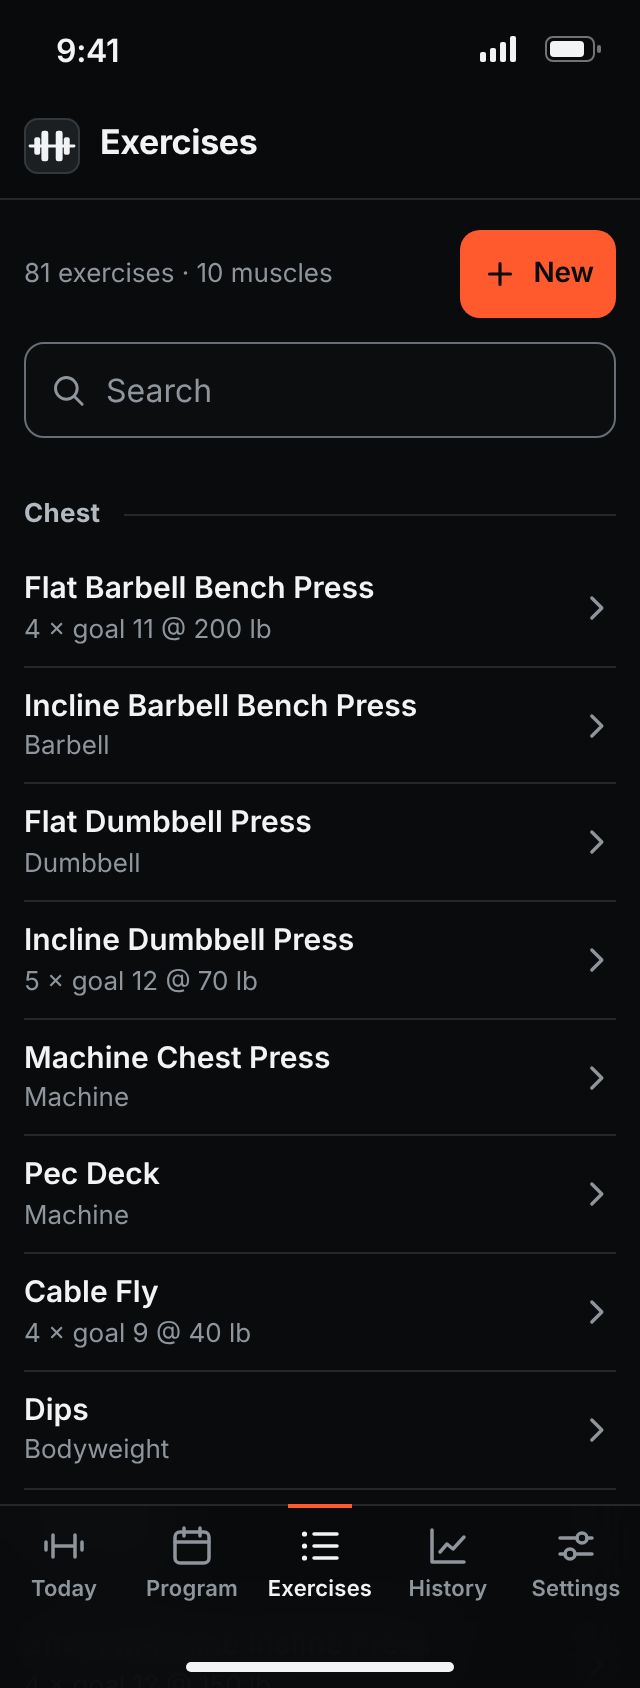 9:41
Exercises
81 exercises · 10 muscles
+ New
Search
Chest
Flat Barbell Bench Press
4 × goal 11 @ 200 lb
Incline Barbell Bench Press
Barbell
Flat Dumbbell Press
Dumbbell
Incline Dumbbell Press
5 × goal 12 @ 70 lb
Machine Chest Press
Machine
Pec Deck
Machine
Cable Fly
4 × goal 9 @ 40 lb
Dips
Bodyweight
Today Program Exercises History Settings